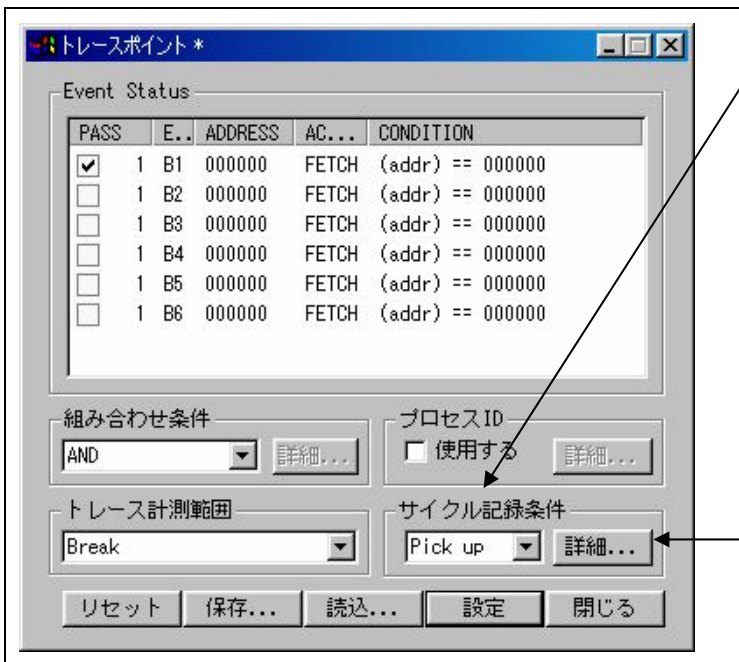 トレースポイント *
Event Status
PASS E.. ADDRESS AC... CONDITION
1 B1 000000 FETCH (addr) == 000000
1 B2 000000 FETCH (addr) == 000000
1 B3 000000 FETCH (addr) == 000000
1 B4 000000 FETCH (addr) == 000000
1 B5 000000 FETCH (addr) == 000000
1 B6 000000 FETCH (addr) == 000000
組み合わせ条件 プロセスID
AND 詳細... 使用する 詳細...
トレース計測範囲 サイクル記録条件
Break Pick up 詳細...
リセット 保存... 読込... 設定 閉じる